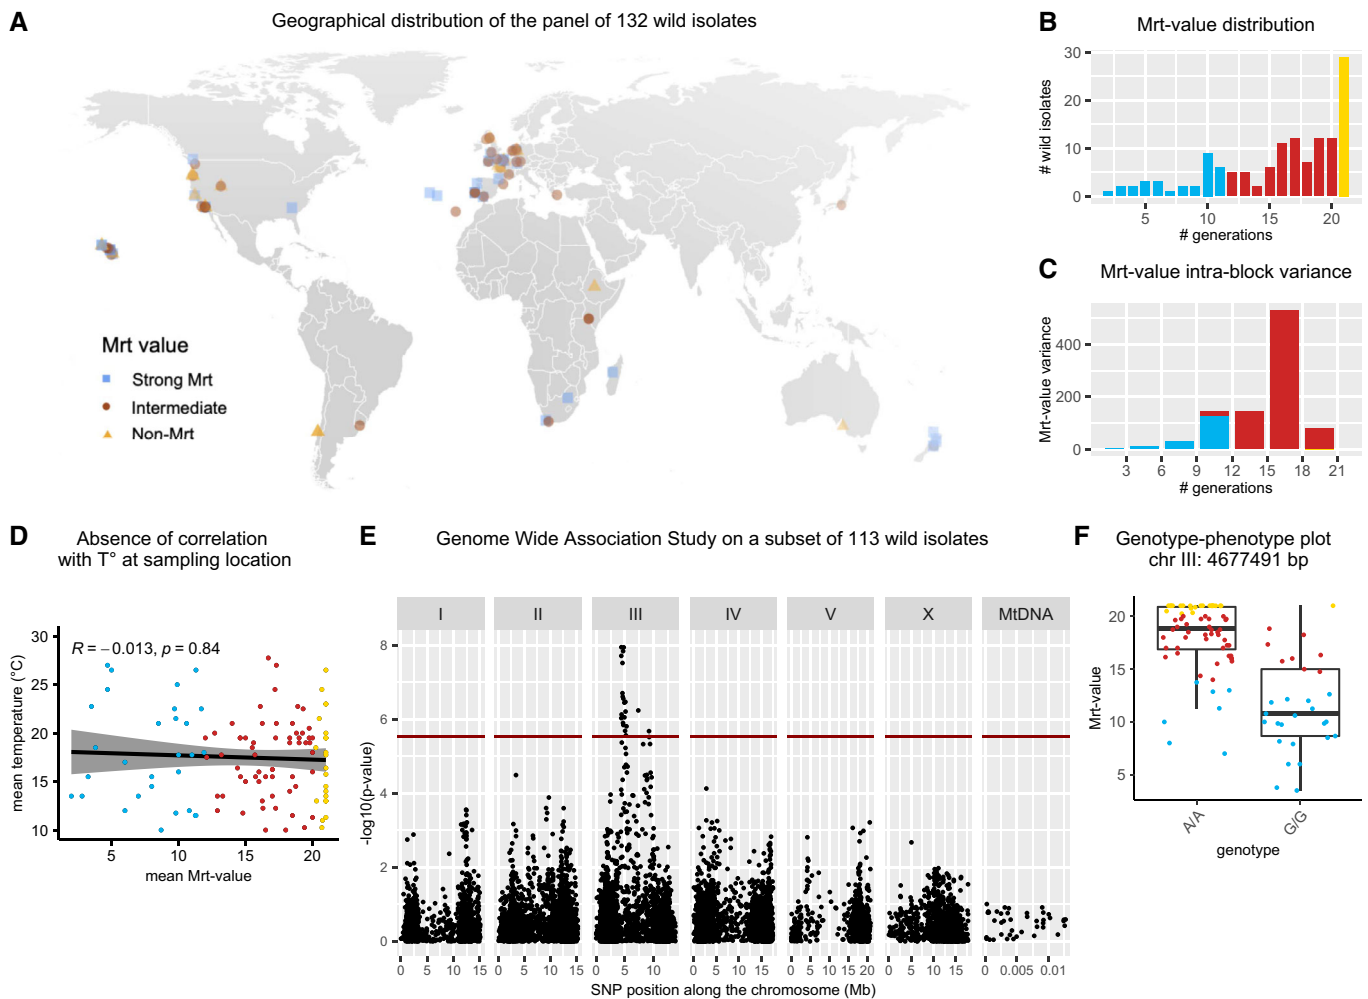 A
Geographical distribution of the panel of 132 wild isolates
Mrt value
Strong Mrt
Intermediate
Non-Mrt
B
Mrt-value distribution
# wild isolates
30
20
10
0
5 10 15 20
# generations
C
Mrt-value intra-block variance
Mrt-value variance
400
200
0
3 6 9 12 15 18 21
# generations
D
Absence of correlation
with T° at sampling location
R = −0.013, p = 0.84
mean temperature (°C)
30
25
20
15
10
5 10 15 20
mean Mrt-value
E
Genome Wide Association Study on a subset of 113 wild isolates
I II III IV V X MtDNA
-log10(p-value)
8
6
4
2
0
0 5 10 15 0 5 10 15 0 5 10 0 5 10 15 0 5 10 15 20 0 5 10 15 0 0.005 0.01
SNP position along the chromosome (Mb)
F
Genotype-phenotype plot
chr III: 4677491 bp
Mrt-value
20
15
10
5
A/A G/G
genotype